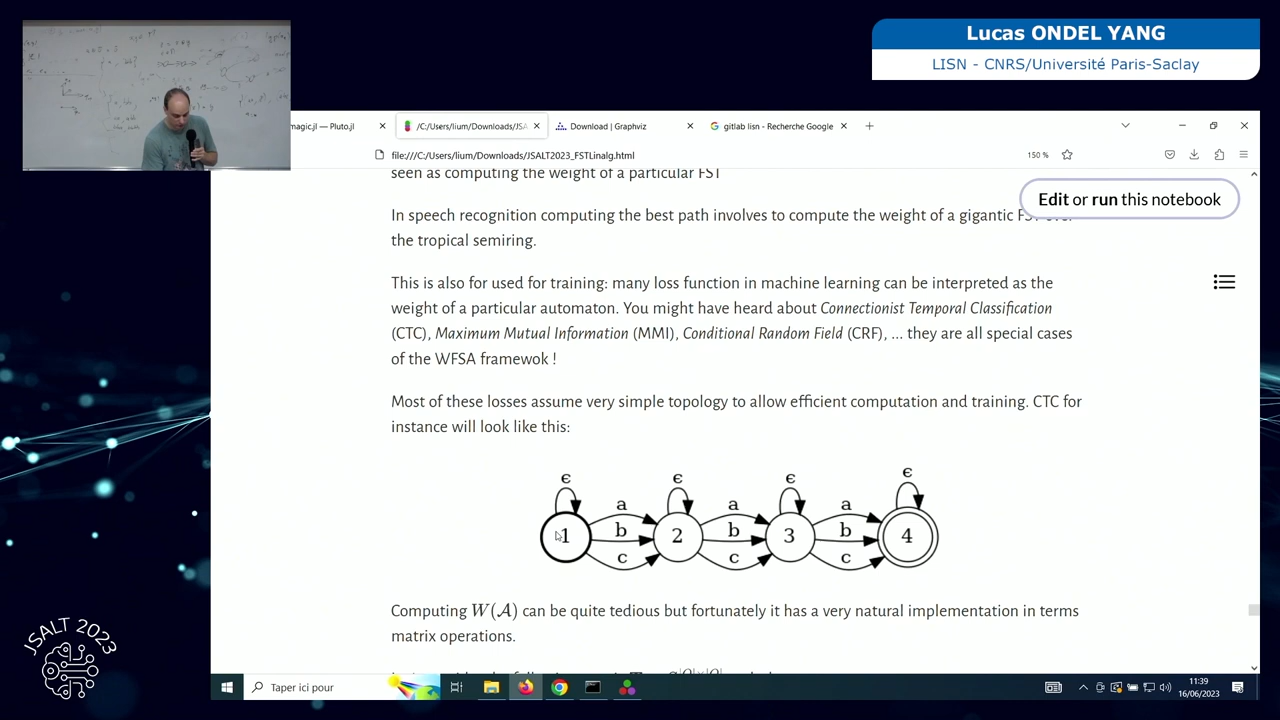 Lucas ONDEL YANG
LISN - CNRS/Université Paris-Saclay
magic.jl — Pluto.jl
/C:/Users/lium/Downloads/JSA
Download | Graphviz
gitlab lisn - Recherche Google
file:///C:/Users/lium/Downloads/JSALT2023_FSTLinalg.html
150 %
seen as computing the weight of a particular FST
Edit or run this notebook
In speech recognition computing the best path involves to compute the weight of a gigantic
the tropical semiring.
This is also for used for training: many loss function in machine learning can be interpreted as the
weight of a particular automaton. You might have heard about Connectionist Temporal Classification
(CTC), Maximum Mutual Information (MMI), Conditional Random Field (CRF), ... they are all special cases
of the WFSA framewok !
Most of these losses assume very simple topology to allow efficient computation and training. CTC for
instance will look like this:
ϵ ϵ ϵ ϵ
a a a
1 b 2 b 3 b 4
c c c
Computing W(A) can be quite tedious but fortunately it has a very natural implementation in terms
matrix operations.
JSALT 2023
Taper ici pour
11:39
16/06/2023